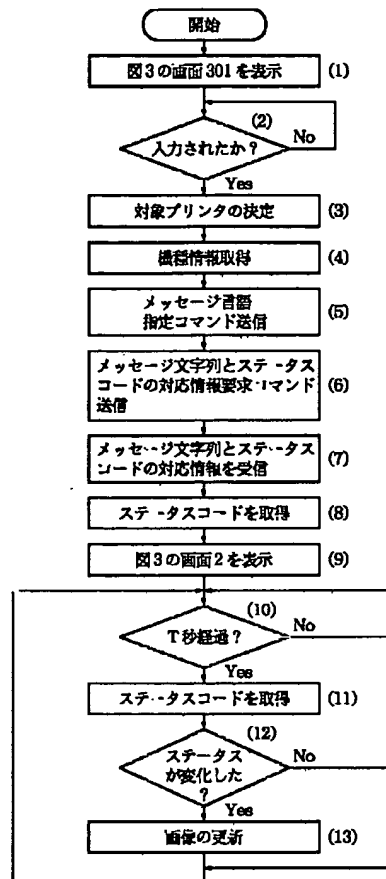 開始
図3の画面301を表示 (1)
(2)
入力されたか? No
Yes
対象プリンタの決定 (3)
機種情報取得 (4)
メッセージ言語
指定コマンド送信 (5)
メッセージ文字列とステータス
コードの対応情報要求コマンド (6)
送信
メッセージ文字列とステータス
コードの対応情報を受信 (7)
ステータスコードを取得 (8)
図3の画面2を表示 (9)
(10)
T秒経過? No
Yes
ステータスコードを取得 (11)
(12)
ステータス No
が変化した
?
Yes
画像の更新 (13)